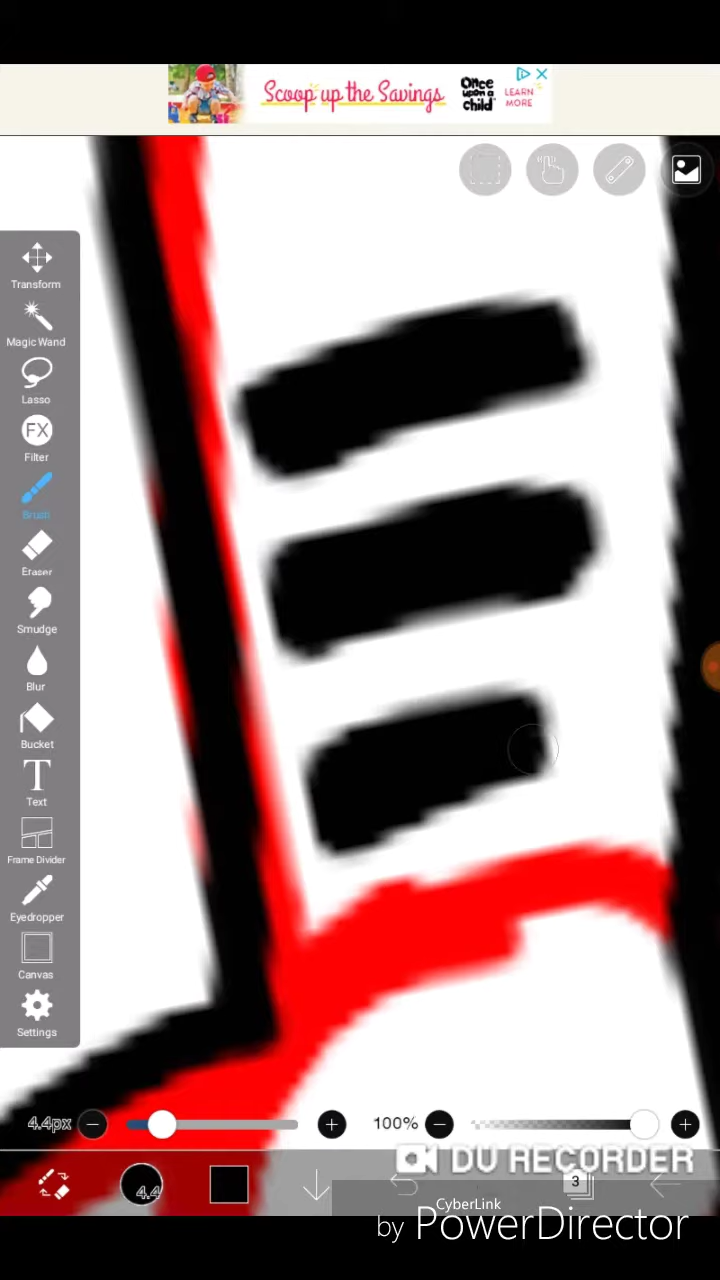 Scoop up the Savings
Once
upon a
child
LEARN
MORE
Transform
Magic Wand
Lasso
FX
Filter
Brush
Eraser
Smudge
Blur
Bucket
T
Text
Frame Divider
Eyedropper
Canvas
Settings
4.4px
100%
DU RECORDER
4.4
3
CyberLink
by PowerDirector